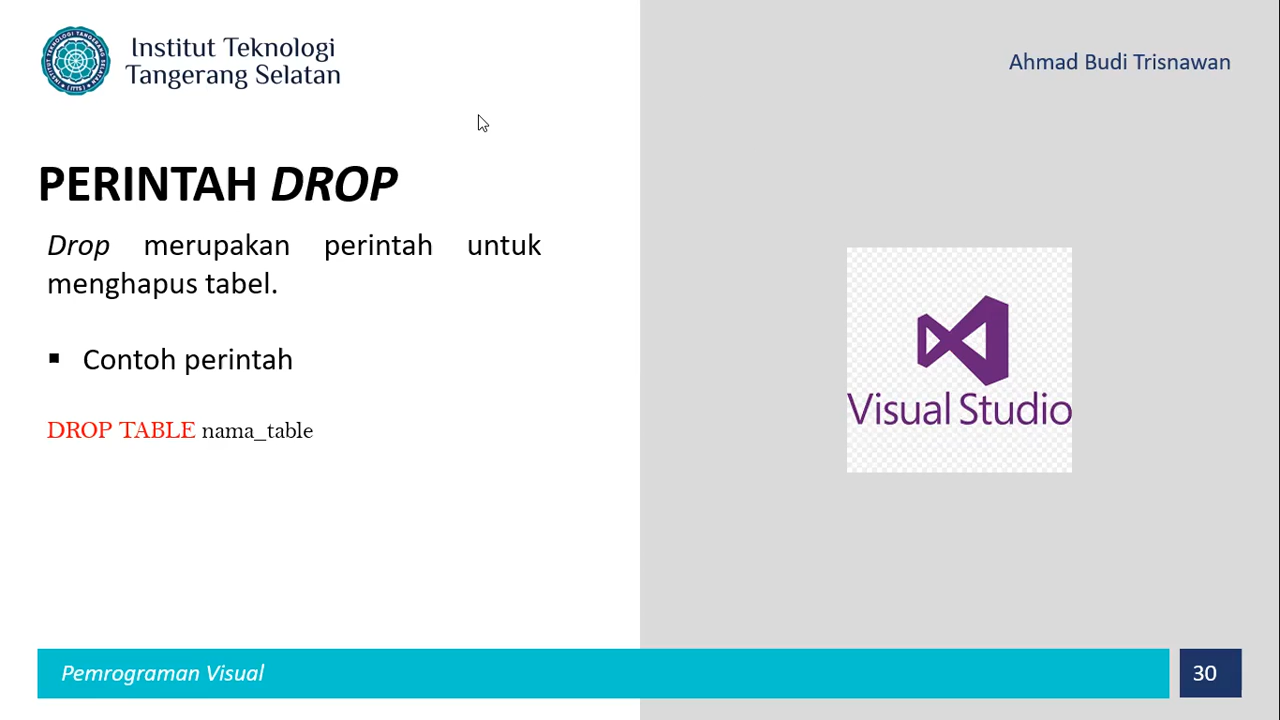 Institut Teknologi
Tangerang Selatan
Ahmad Budi Trisnawan
PERINTAH DROP
Drop merupakan perintah untuk
menghapus tabel.
▪ Contoh perintah
DROP TABLE nama_table
Visual Studio
Pemrograman Visual
30